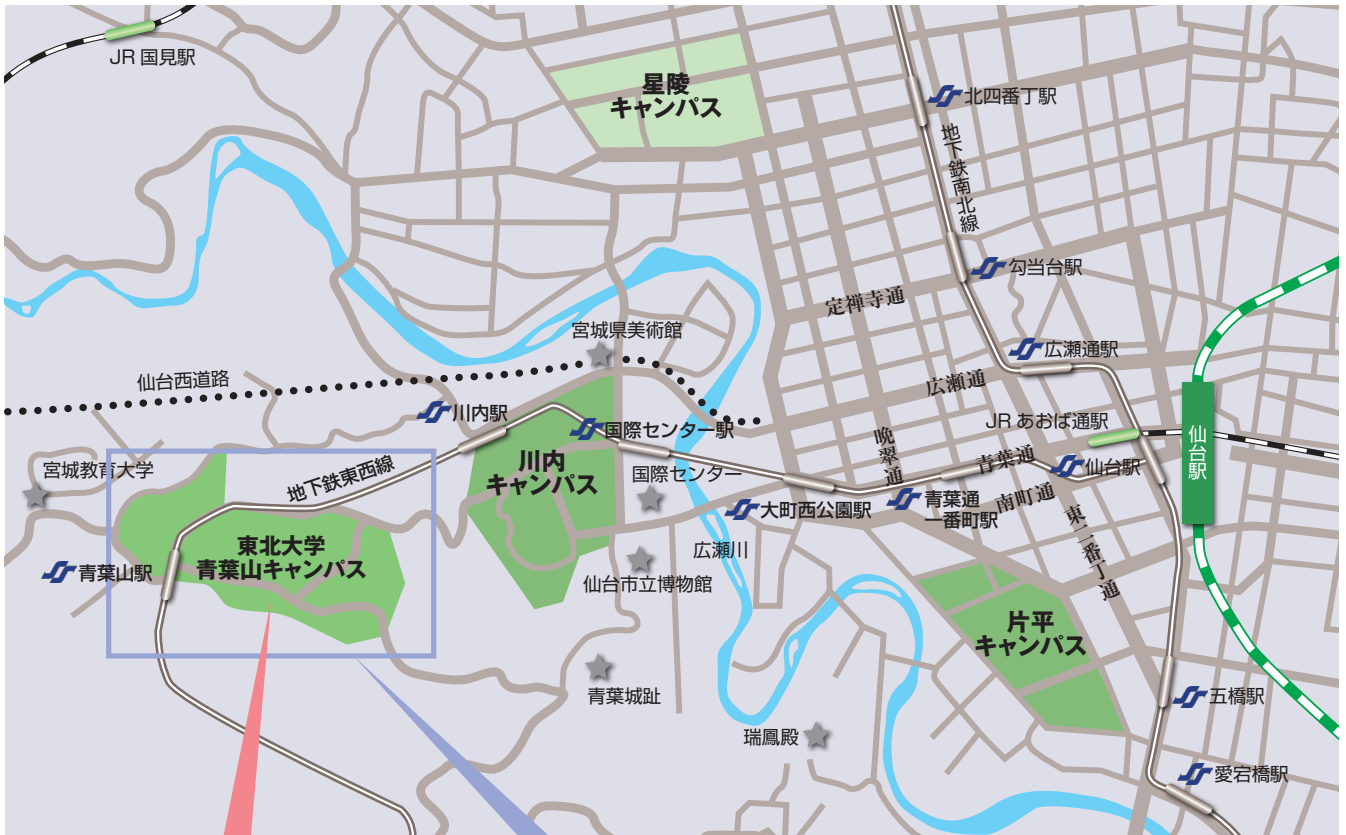 JR 国見駅
星陵
キャンパス
北四番丁駅
地下鉄南北線
勾当台駅
定禅寺通
宮城県美術館
広瀬通駅
仙台西道路
広瀬通
川内駅
JR あおば通駅
国際センター駅
仙台駅
晩翠通
川内
キャンパス
国際センター
青葉通
仙台駅
宮城教育大学
地下鉄東西線
大町西公園駅
青葉通
一番町駅
南町通
東二番丁通
東北大学
青葉山キャンパス
広瀬川
青葉山駅
仙台市立博物館
片平
キャンパス
青葉城趾
五橋駅
瑞鳳殿
愛宕橋駅